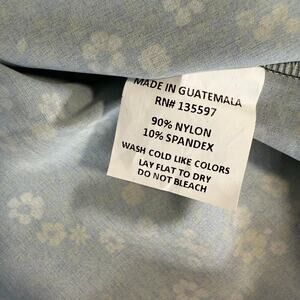 MADE IN GUATEMALA
RN# 135597
90% NYLON
10% SPANDEX
WASH COLD LIKE COLORS
LAY FLAT TO DRY
DO NOT BLEACH